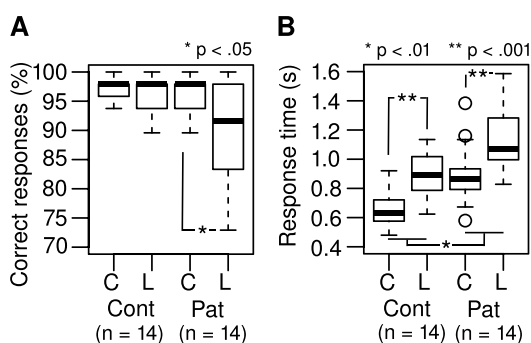 A
* p < .05
Correct responses (%)
100
95
90
85
80
75
70
*
C L C L
Cont Pat
(n = 14) (n = 14)
B
* p < .01 ** p < .001
Response time (s)
1.6
1.4
1.2
1.0
0.8
0.6
0.4
**
**
*
C L C L
Cont Pat
(n = 14) (n = 14)